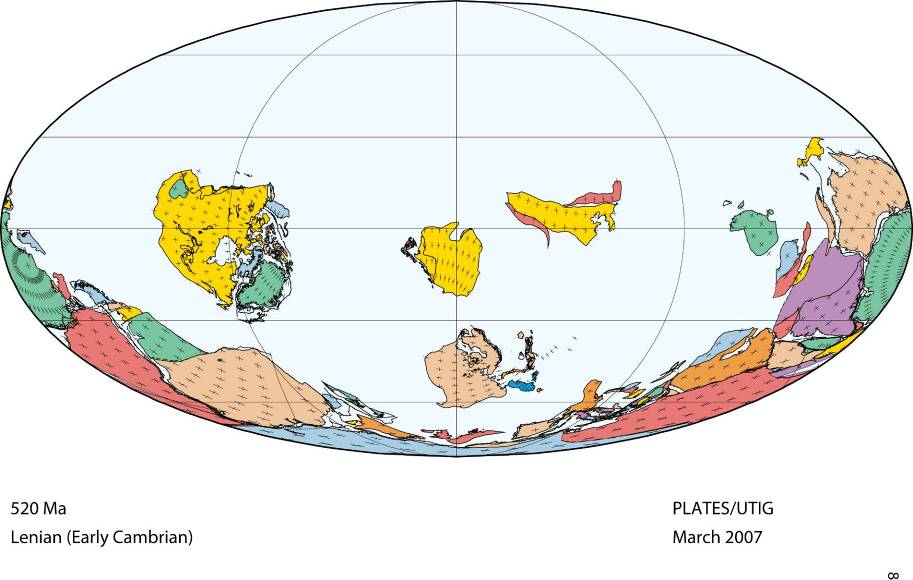 520 Ma
Lenian (Early Cambrian)
PLATES/UTIG
March 2007
8